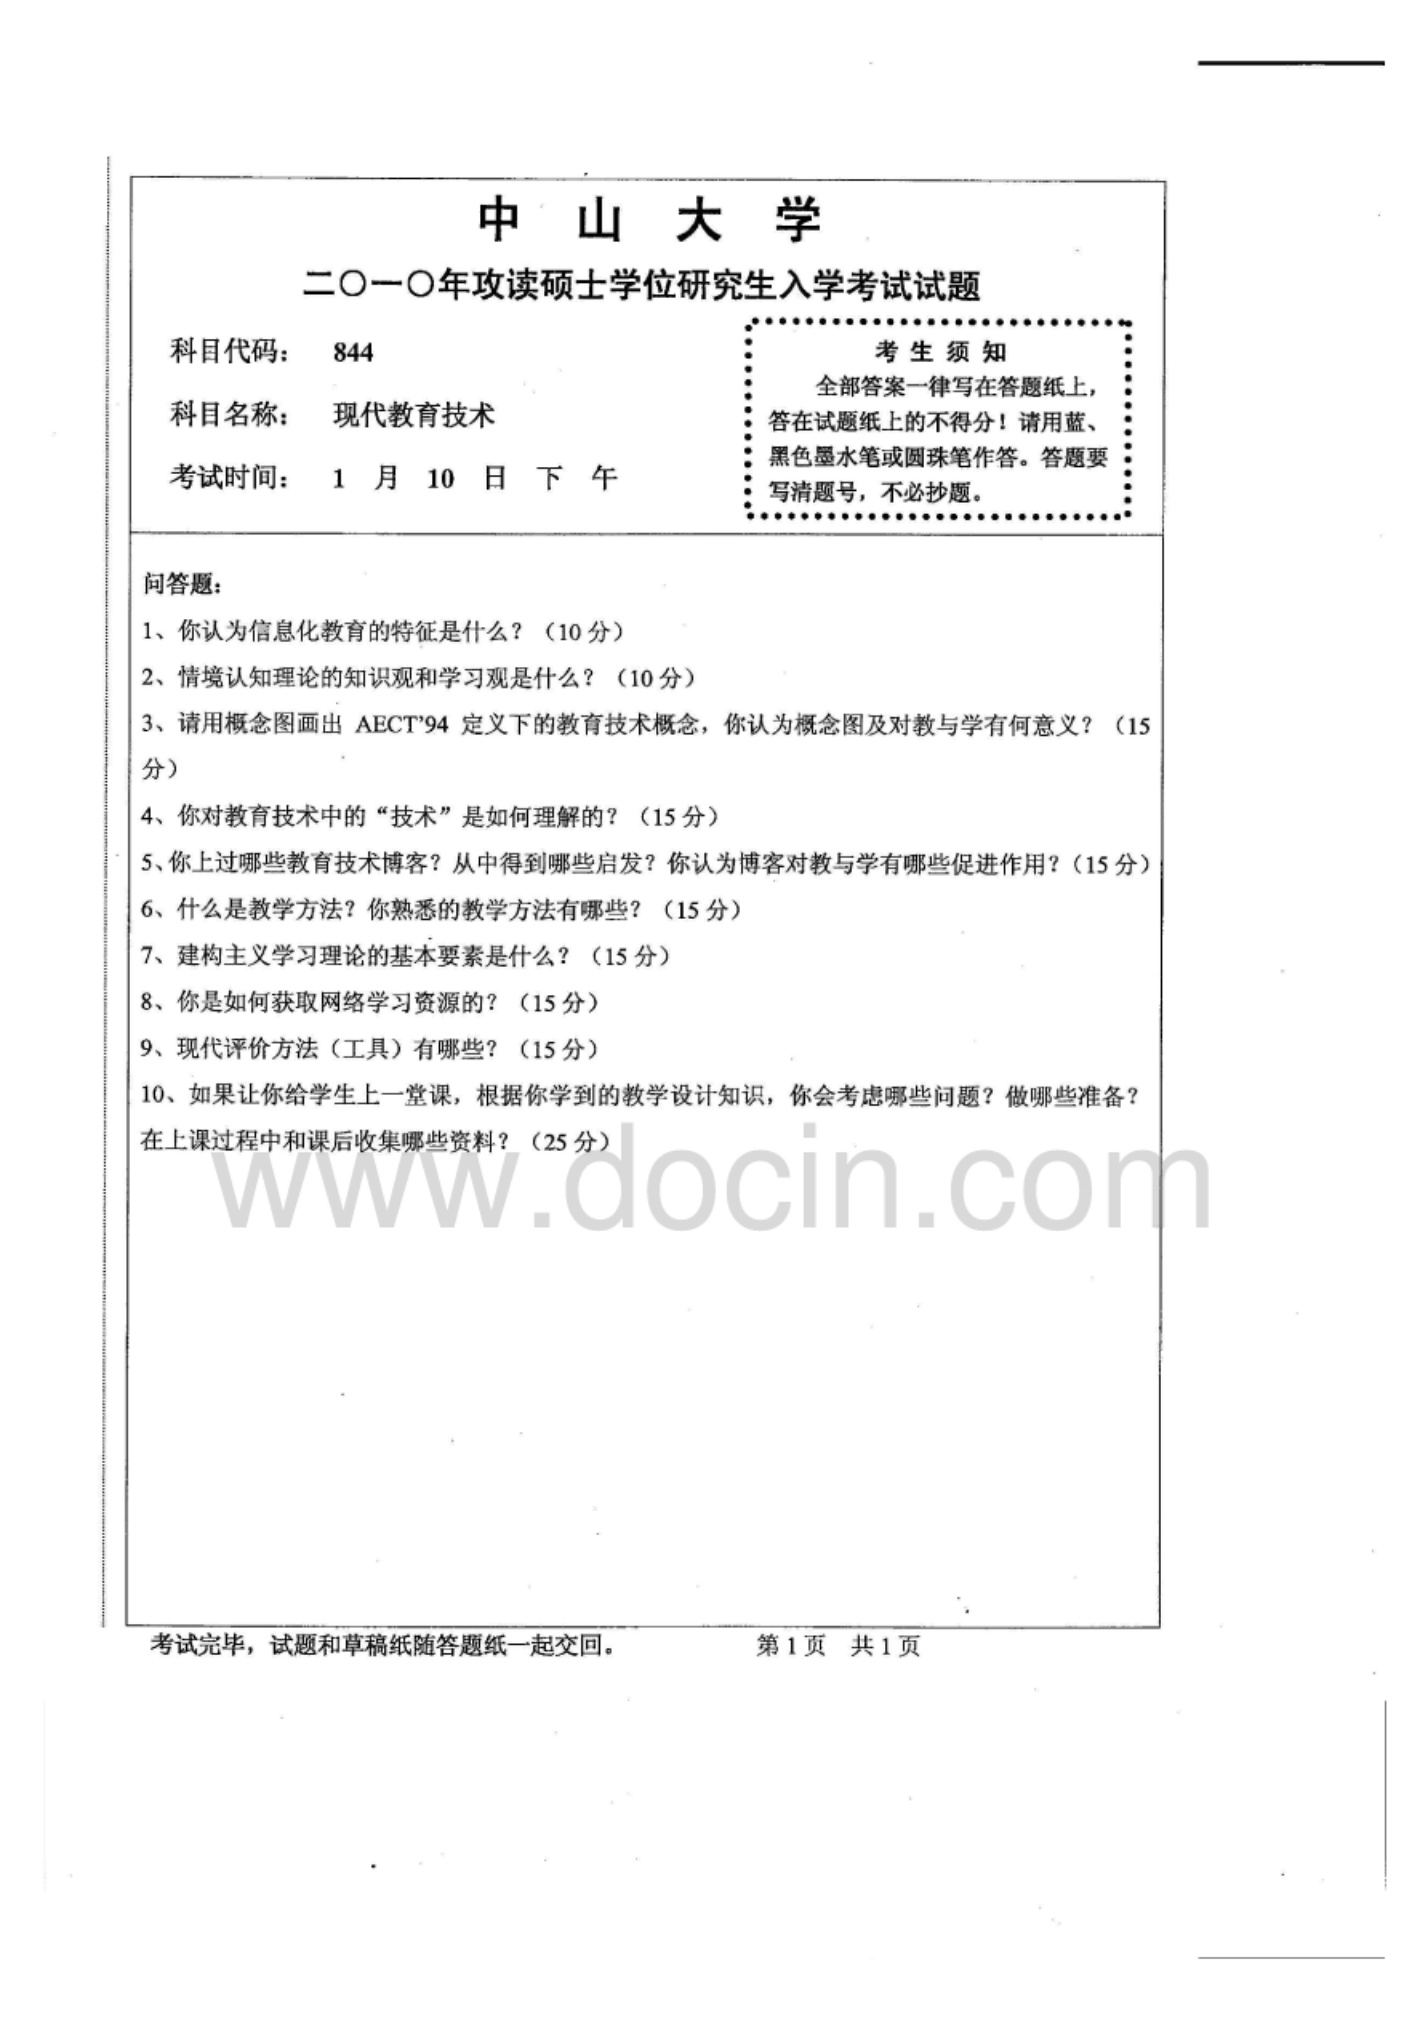 中 山 大 学
二〇一〇年攻读硕士学位研究生入学考试试题
科目代码： 844
科目名称： 现代教育技术
考试时间： 1 月 10 日 下 午
考 生 须 知
全部答案一律写在答题纸上，
答在试题纸上的不得分！请用蓝、
黑色墨水笔或圆珠笔作答。答题要
写清题号，不必抄题。
问答题：
1、你认为信息化教育的特征是什么？（10 分）
2、情境认知理论的知识观和学习观是什么？（10 分）
3、请用概念图画出 AECT'94 定义下的教育技术概念，你认为概念图及对教与学有何意义？（15
分）
4、你对教育技术中的“技术”是如何理解的？（15 分）
5、你上过哪些教育技术博客？从中得到哪些启发？你认为博客对教与学有哪些促进作用？（15 分）
6、什么是教学方法？你熟悉的教学方法有哪些？（15 分）
7、建构主义学习理论的基本要素是什么？（15 分）
8、你是如何获取网络学习资源的？（15 分）
9、现代评价方法（工具）有哪些？（15 分）
10、如果让你给学生上一堂课，根据你学到的教学设计知识，你会考虑哪些问题？做哪些准备？
在上课过程中和课后收集哪些资料？（25 分）
www.docin.com
考试完毕，试题和草稿纸随答题纸一起交回。 第 1 页 共 1 页